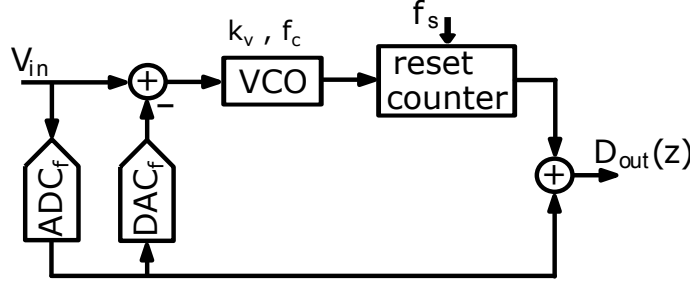 k_v , f_c
f_s
V_in
+
−
VCO
reset
counter
ADC_f
DAC_f
+
D_out(z)